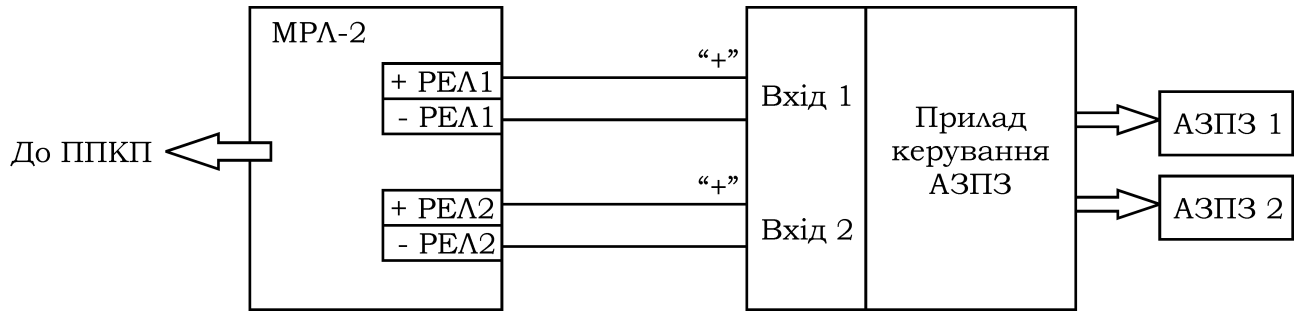 МРЛ-2
+ РЕЛ1
- РЕЛ1
До ППКП
+ РЕЛ2
- РЕЛ2
“+”
Вхід 1
“+”
Вхід 2
Прилад
керування
АЗПЗ
АЗПЗ 1
АЗПЗ 2